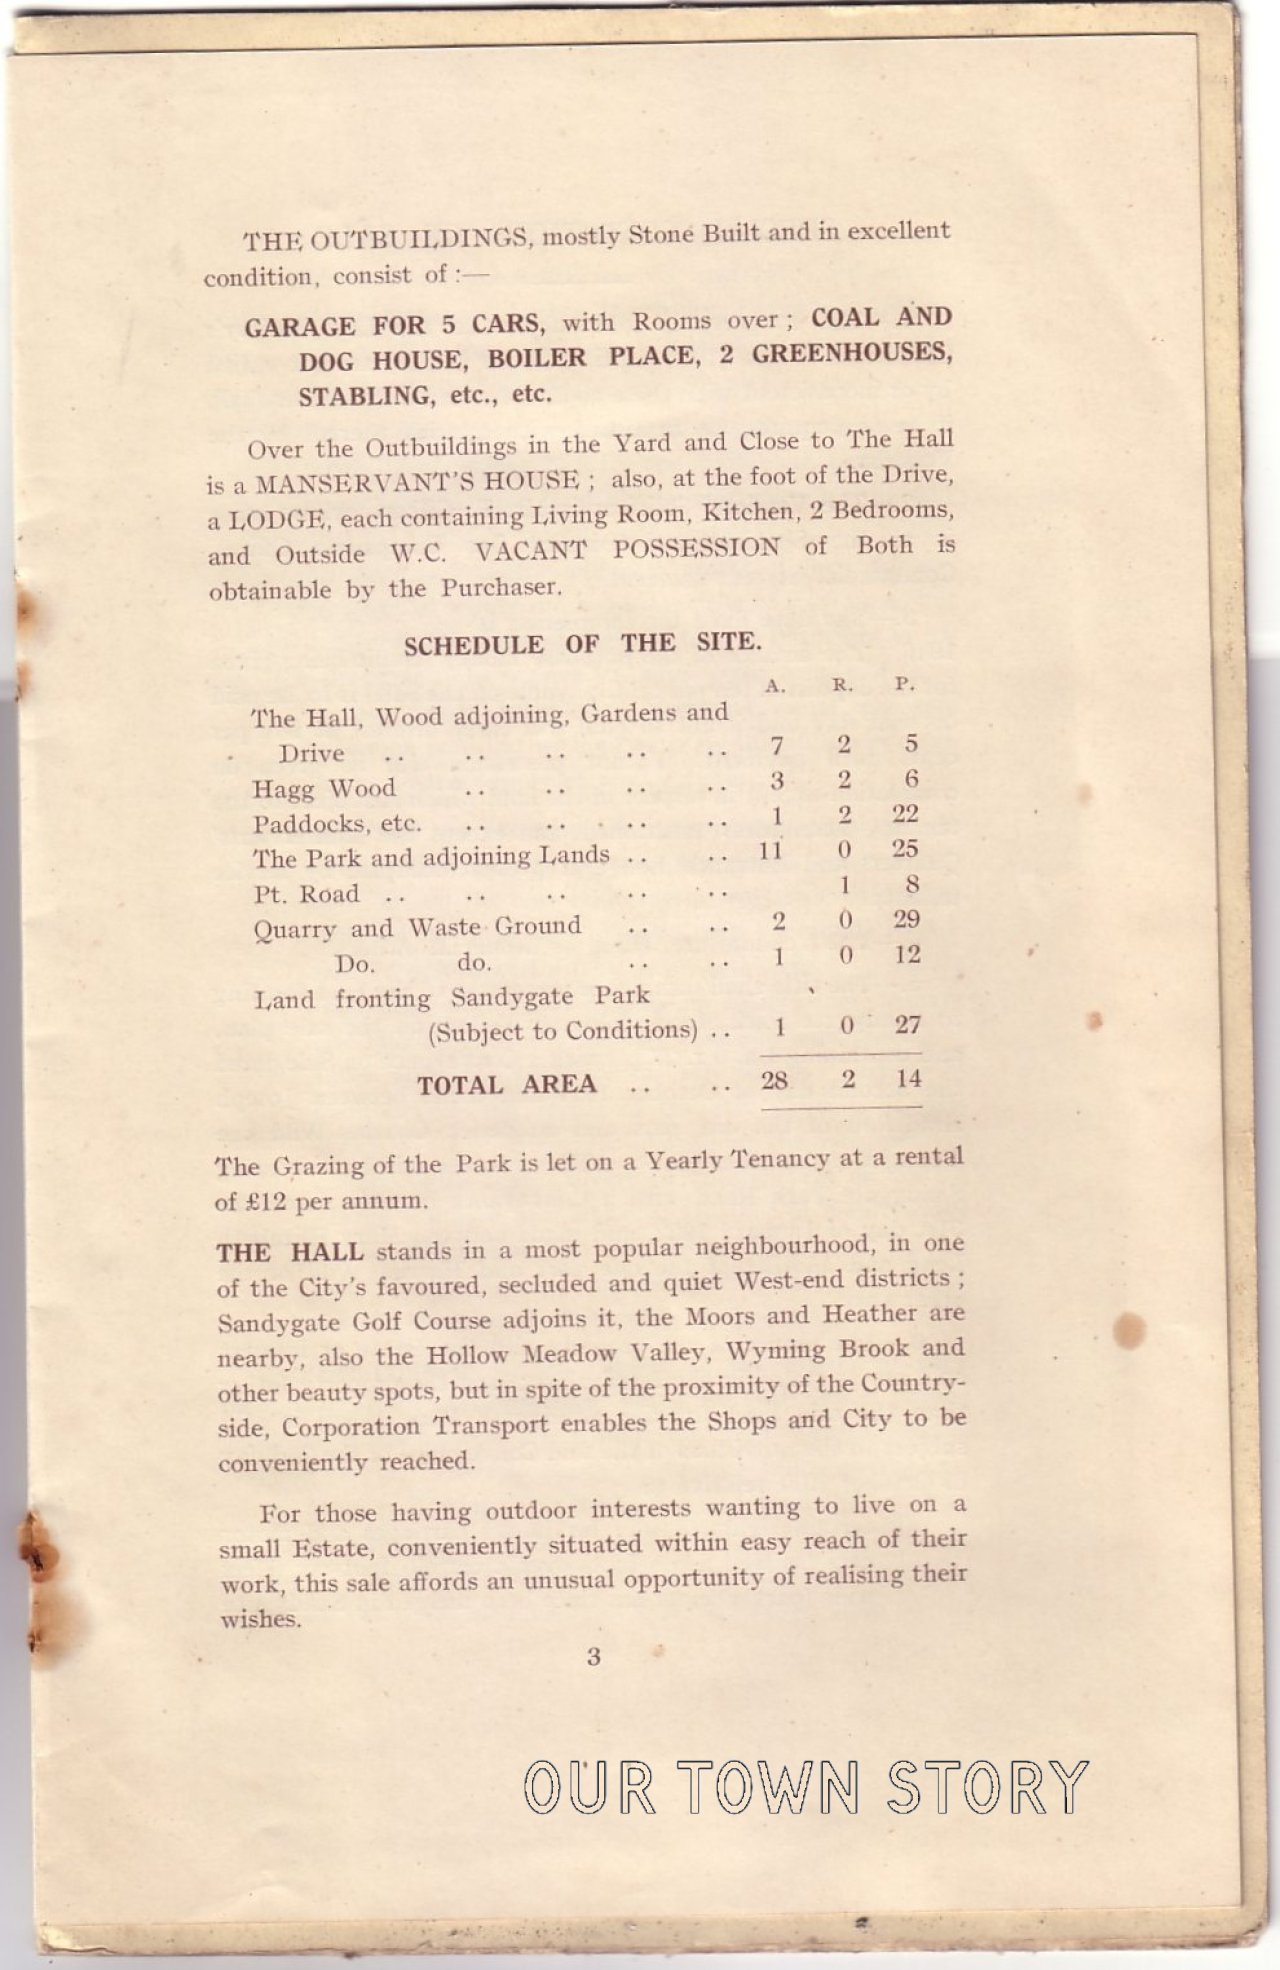 THE OUTBUILDINGS, mostly Stone Built and in excellent
condition, consist of :—
GARAGE FOR 5 CARS, with Rooms over ; COAL AND
DOG HOUSE, BOILER PLACE, 2 GREENHOUSES,
STABLING, etc., etc.
Over the Outbuildings in the Yard and Close to The Hall
is a MANSERVANT'S HOUSE ; also, at the foot of the Drive,
a LODGE, each containing Living Room, Kitchen, 2 Bedrooms,
and Outside W.C. VACANT POSSESSION of Both is
obtainable by the Purchaser.
SCHEDULE OF THE SITE.
A. R. P.
The Hall, Wood adjoining, Gardens and
Drive .. .. .. .. .. 7 2 5
Hagg Wood .. .. .. .. 3 2 6
Paddocks, etc. .. .. .. .. 1 2 22
The Park and adjoining Lands .. .. 11 0 25
Pt. Road .. .. .. .. .. 1 8
Quarry and Waste Ground .. .. 2 0 29
Do. do. .. .. 1 0 12
Land fronting Sandygate Park
(Subject to Conditions) .. 1 0 27
TOTAL AREA .. .. 28 2 14
The Grazing of the Park is let on a Yearly Tenancy at a rental
of £12 per annum.
THE HALL stands in a most popular neighbourhood, in one
of the City's favoured, secluded and quiet West-end districts ;
Sandygate Golf Course adjoins it, the Moors and Heather are
nearby, also the Hollow Meadow Valley, Wyming Brook and
other beauty spots, but in spite of the proximity of the Country-
side, Corporation Transport enables the Shops and City to be
conveniently reached.
For those having outdoor interests wanting to live on a
small Estate, conveniently situated within easy reach of their
work, this sale affords an unusual opportunity of realising their
wishes.
3
OUR TOWN STORY